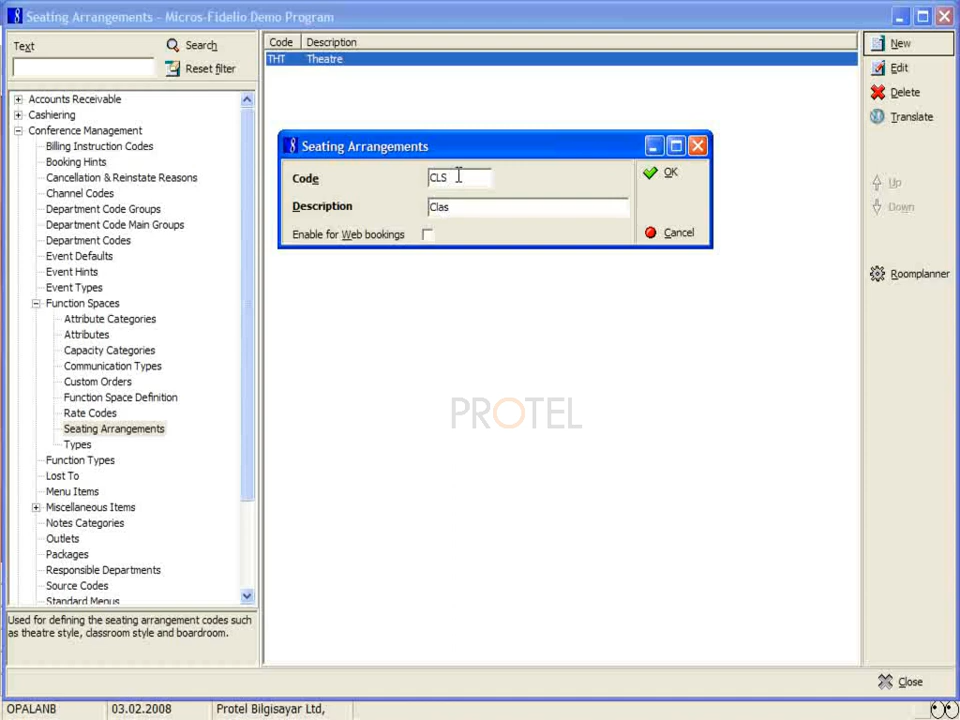 Seating Arrangements - Micros-Fidelio Demo Program
Text
Search
Reset filter
Accounts Receivable
Cashiering
Conference Management
Billing Instruction Codes
Booking Hints
Cancellation & Reinstate Reasons
Channel Codes
Department Code Groups
Department Code Main Groups
Department Codes
Event Defaults
Event Hints
Event Types
Function Spaces
Attribute Categories
Attributes
Capacity Categories
Communication Types
Custom Orders
Function Space Definition
Rate Codes
Seating Arrangements
Types
Function Types
Lost To
Menu Items
Miscellaneous Items
Notes Categories
Outlets
Packages
Responsible Departments
Source Codes
Standard Menus
Used for defining the seating arrangement codes such
as theatre style, classroom style and boardroom.
Code Description
THT Theatre
Seating Arrangements
Code CLS
Description Clas
Enable for Web bookings
OK
Cancel
PROTEL
New
Edit
Delete
Translate
Up
Down
Roomplanner
Close
OPALANB 03.02.2008 Protel Bilgisayar Ltd,